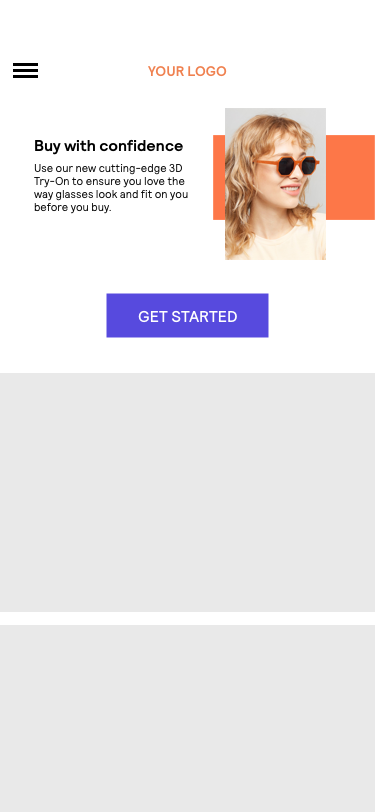 YOUR LOGO
Buy with confidence
Use our new cutting-edge 3D
Try-On to ensure you love the
way glasses look and fit on you
before you buy.
GET STARTED